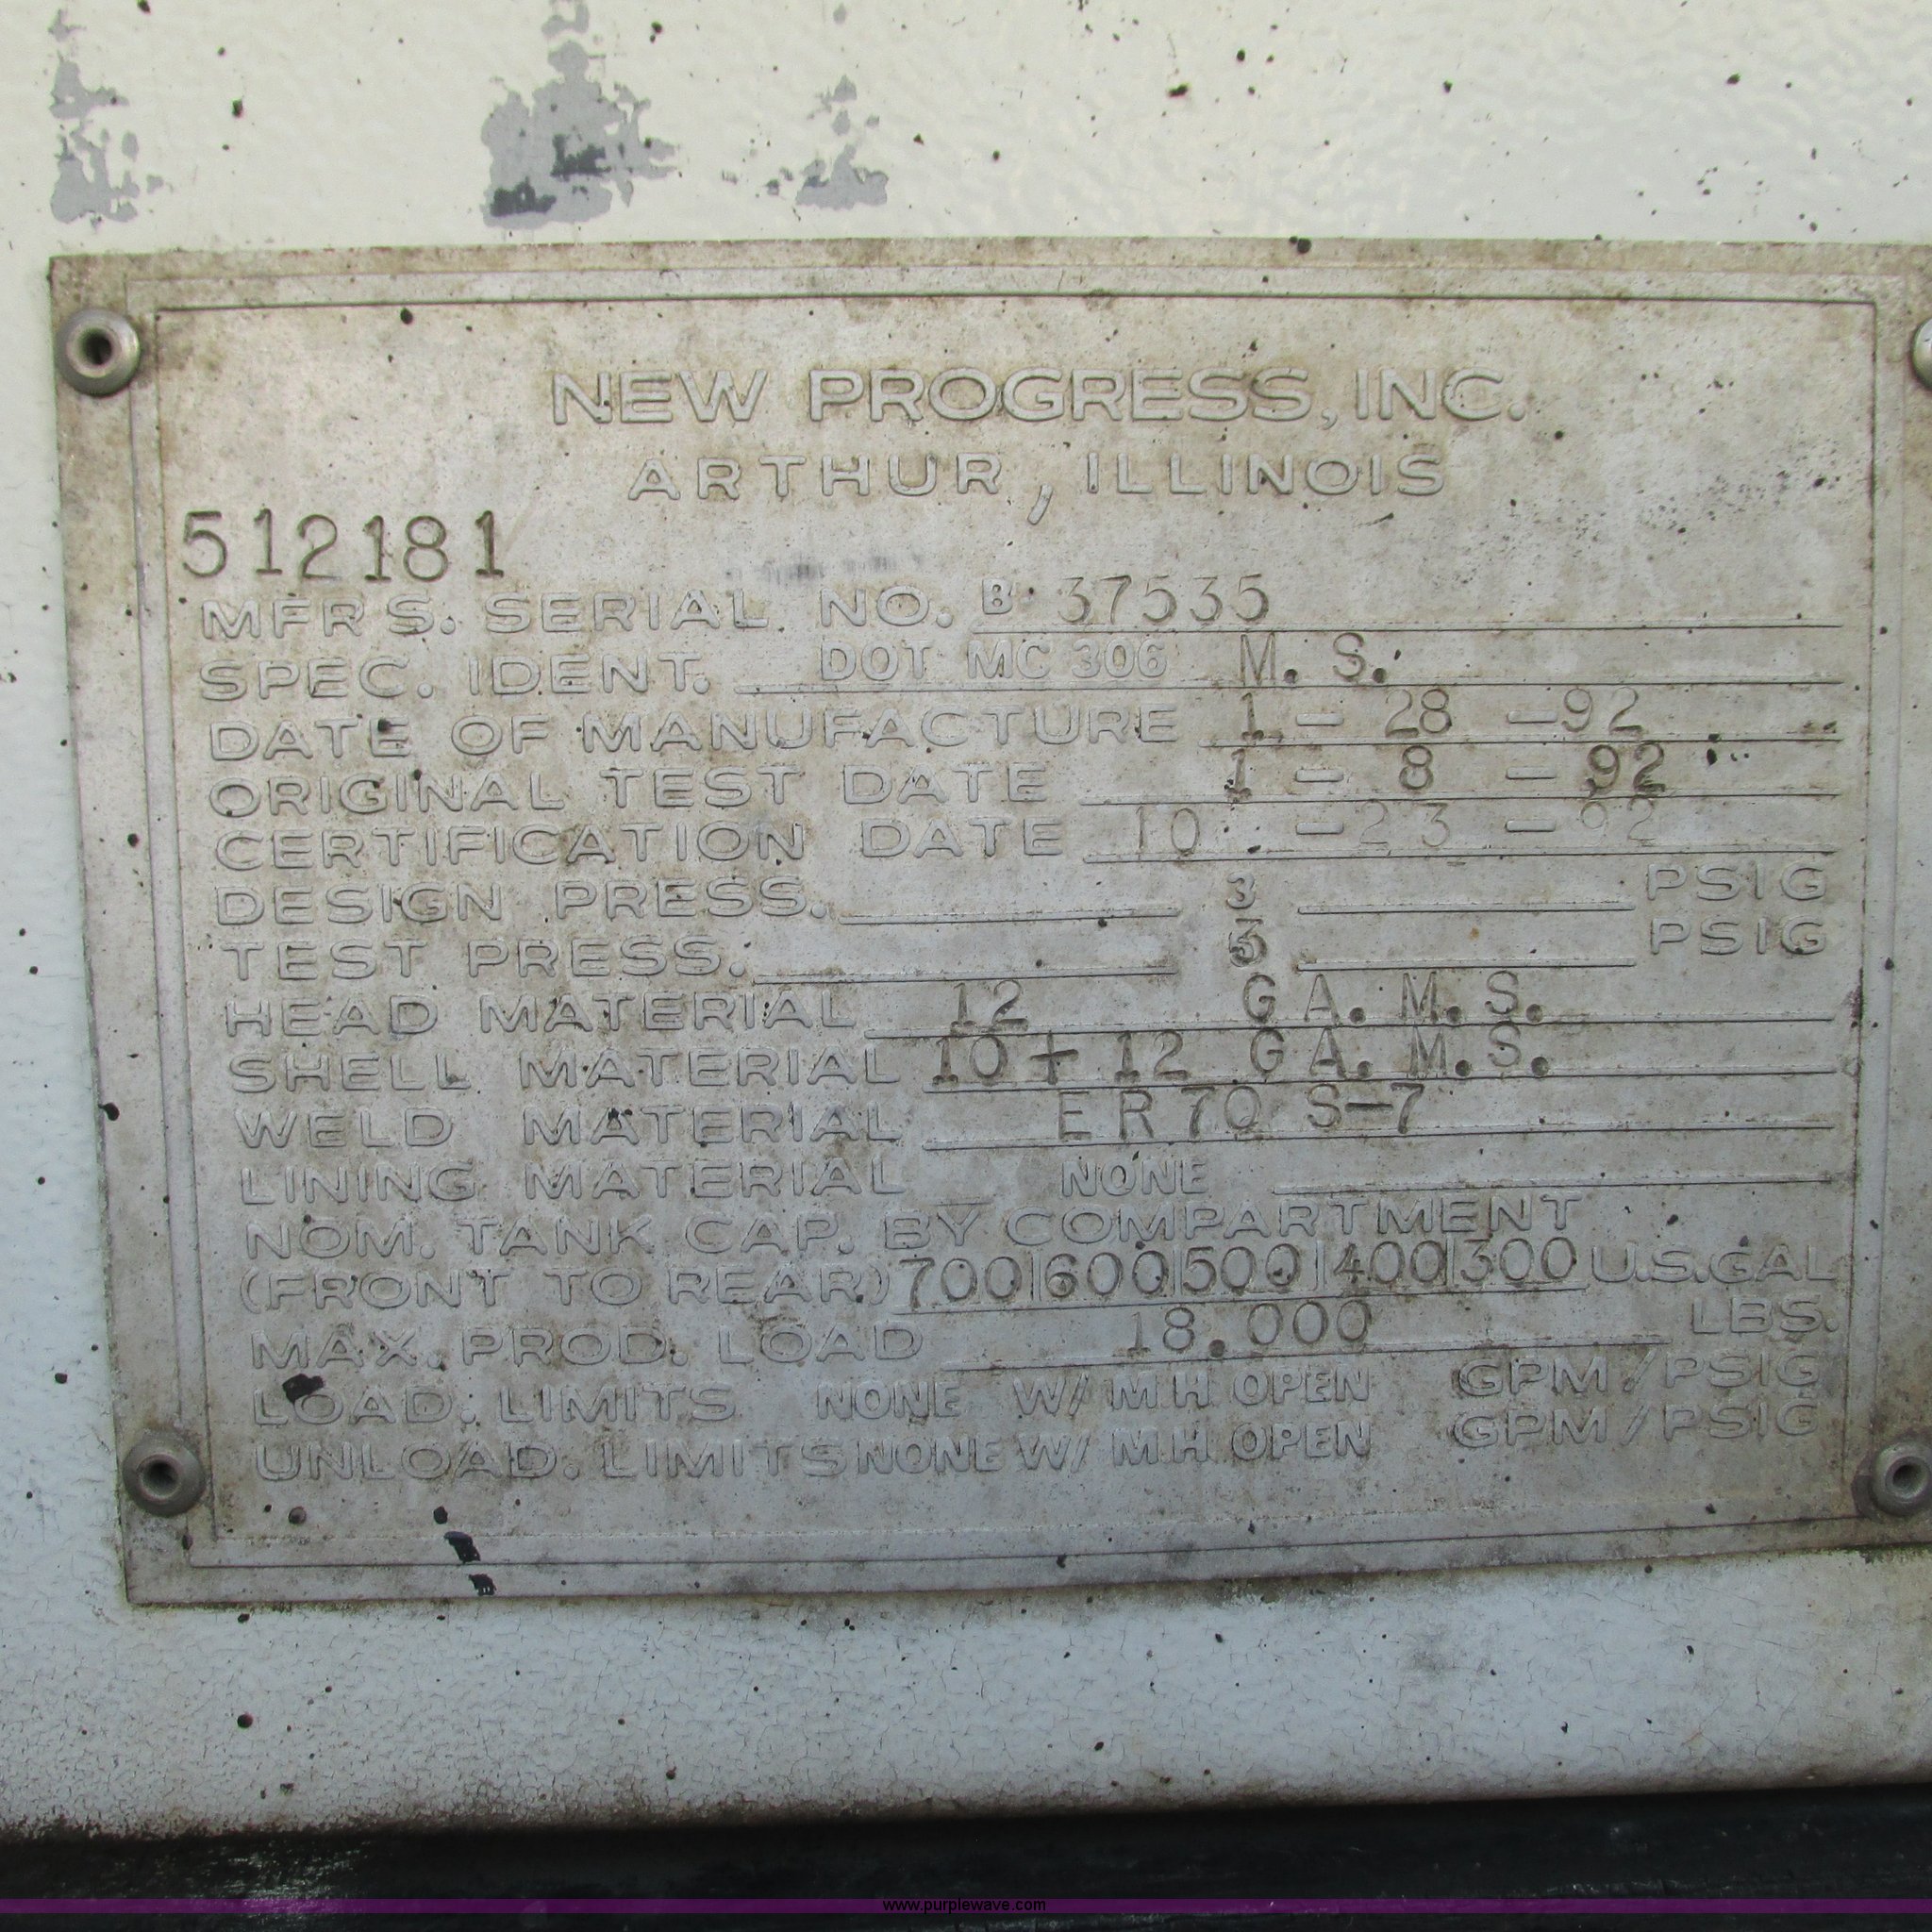 NEW PROGRESS, INC.
ARTHUR, ILLINOIS
512181
MFRS. SERIAL NO. B 37535
SPEC. IDENT. DOT MC 306 M. S.
DATE OF MANUFACTURE 1 - 28 - 92
ORIGINAL TEST DATE 1 - 8 - 92
CERTIFICATION DATE 10 - 23 - 92
DESIGN PRESS. 3 PSIG
TEST PRESS. PSIG
HEAD MATERIAL 12 GA. M.S.
SHELL MATERIAL 10 + 12 GA. M.S.
WELD MATERIAL ER70 S-7
LINING MATERIAL NONE
NOM. TANK CAP. BY COMPARTMENT
(FRONT TO REAR) 700|600|500|400|300 U.S.GAL
MAX. PROD. LOAD 18.000 LBS.
LOAD. LIMITS NONE W/ MH OPEN GPM/PSIG
UNLOAD. LIMITS NONE W/ MH OPEN GPM/PSIG
www.purplewave.com